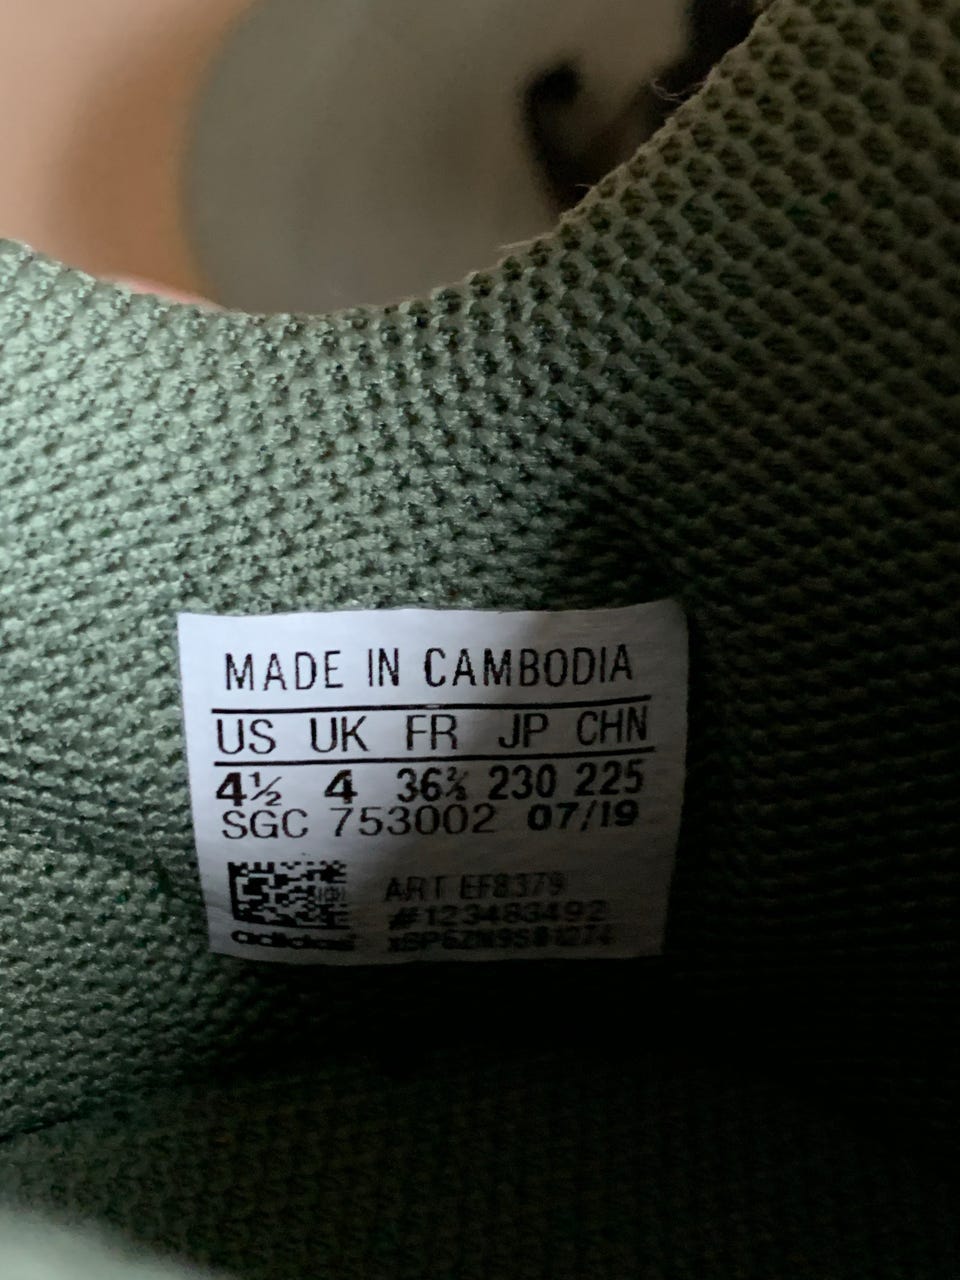 MADE IN CAMBODIA
US UK FR JP CHN
4½ 4 36⅔ 230 225
SGC 753002 07/19
ART EF8379
#123483492
adidas